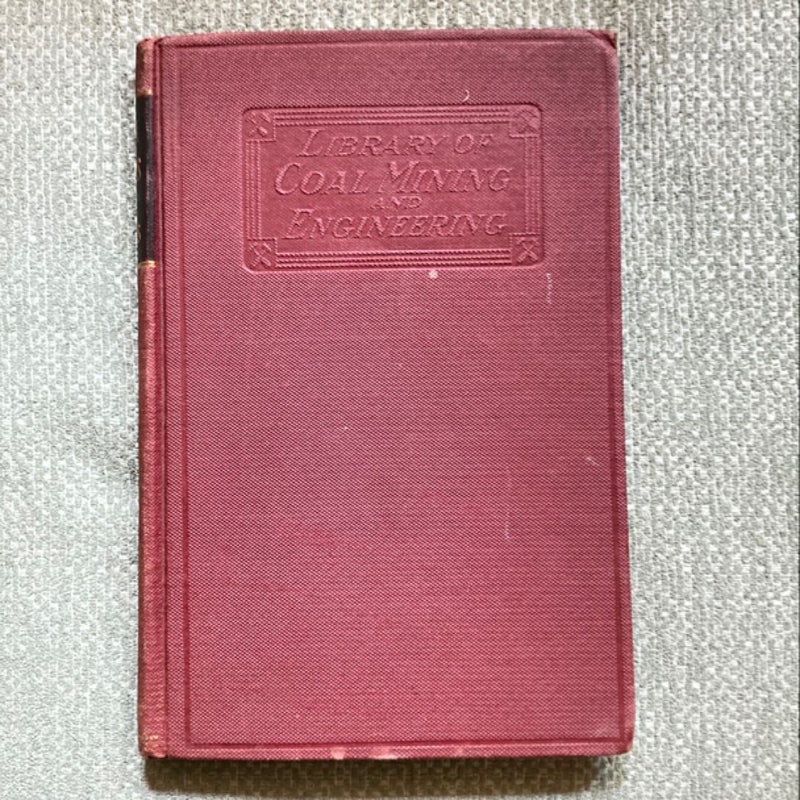 LIBRARY OF
COAL MINING
AND
ENGINEERING